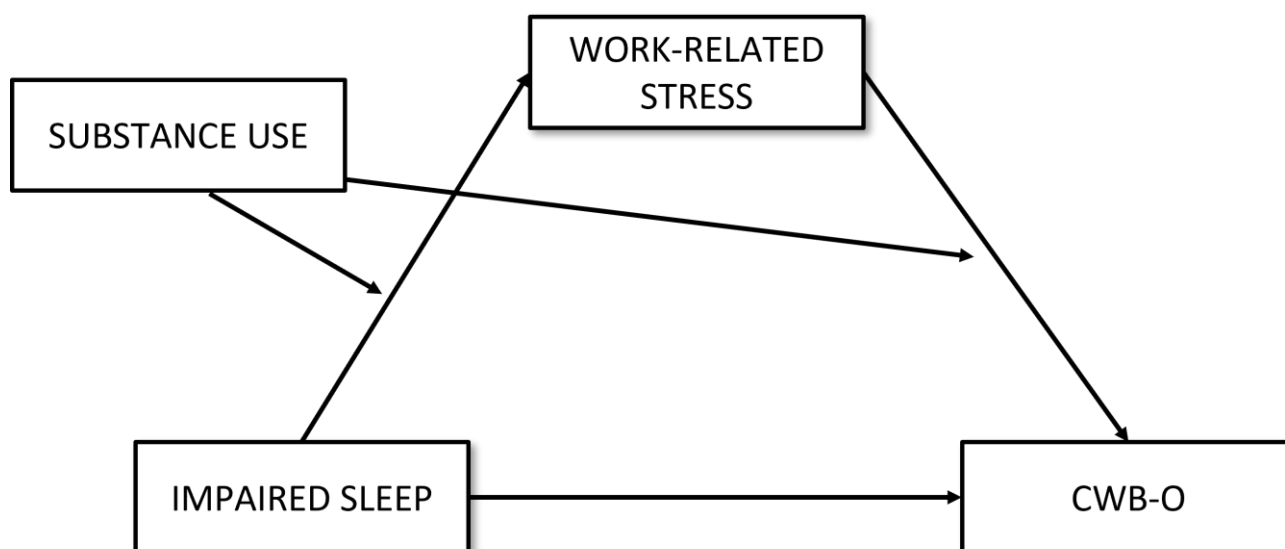 WORK-RELATED
STRESS
SUBSTANCE USE
IMPAIRED SLEEP
CWB-O